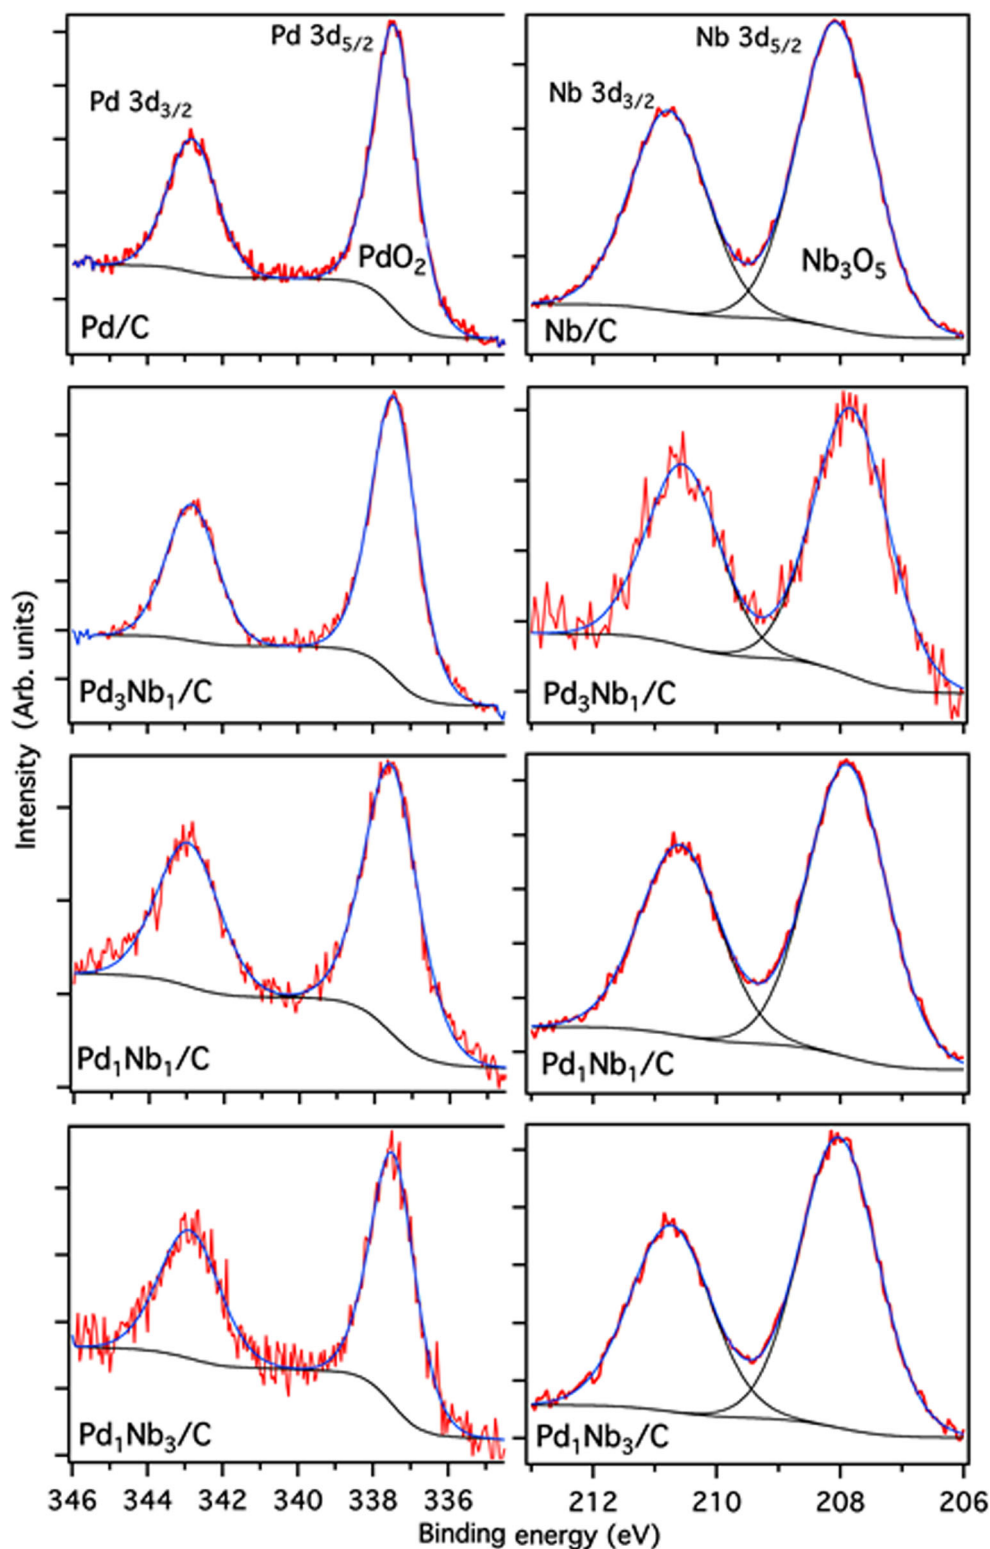 Pd 3d5/2
Pd 3d3/2
PdO2
Pd/C
Nb 3d5/2
Nb 3d3/2
Nb3O5
Nb/C
Pd3Nb1/C
Pd3Nb1/C
Pd1Nb1/C
Pd1Nb1/C
Pd1Nb3/C
Pd1Nb3/C
Intensity (Arb. units)
346 344 342 340 337 336
212 210 208 206
Binding energy (eV)